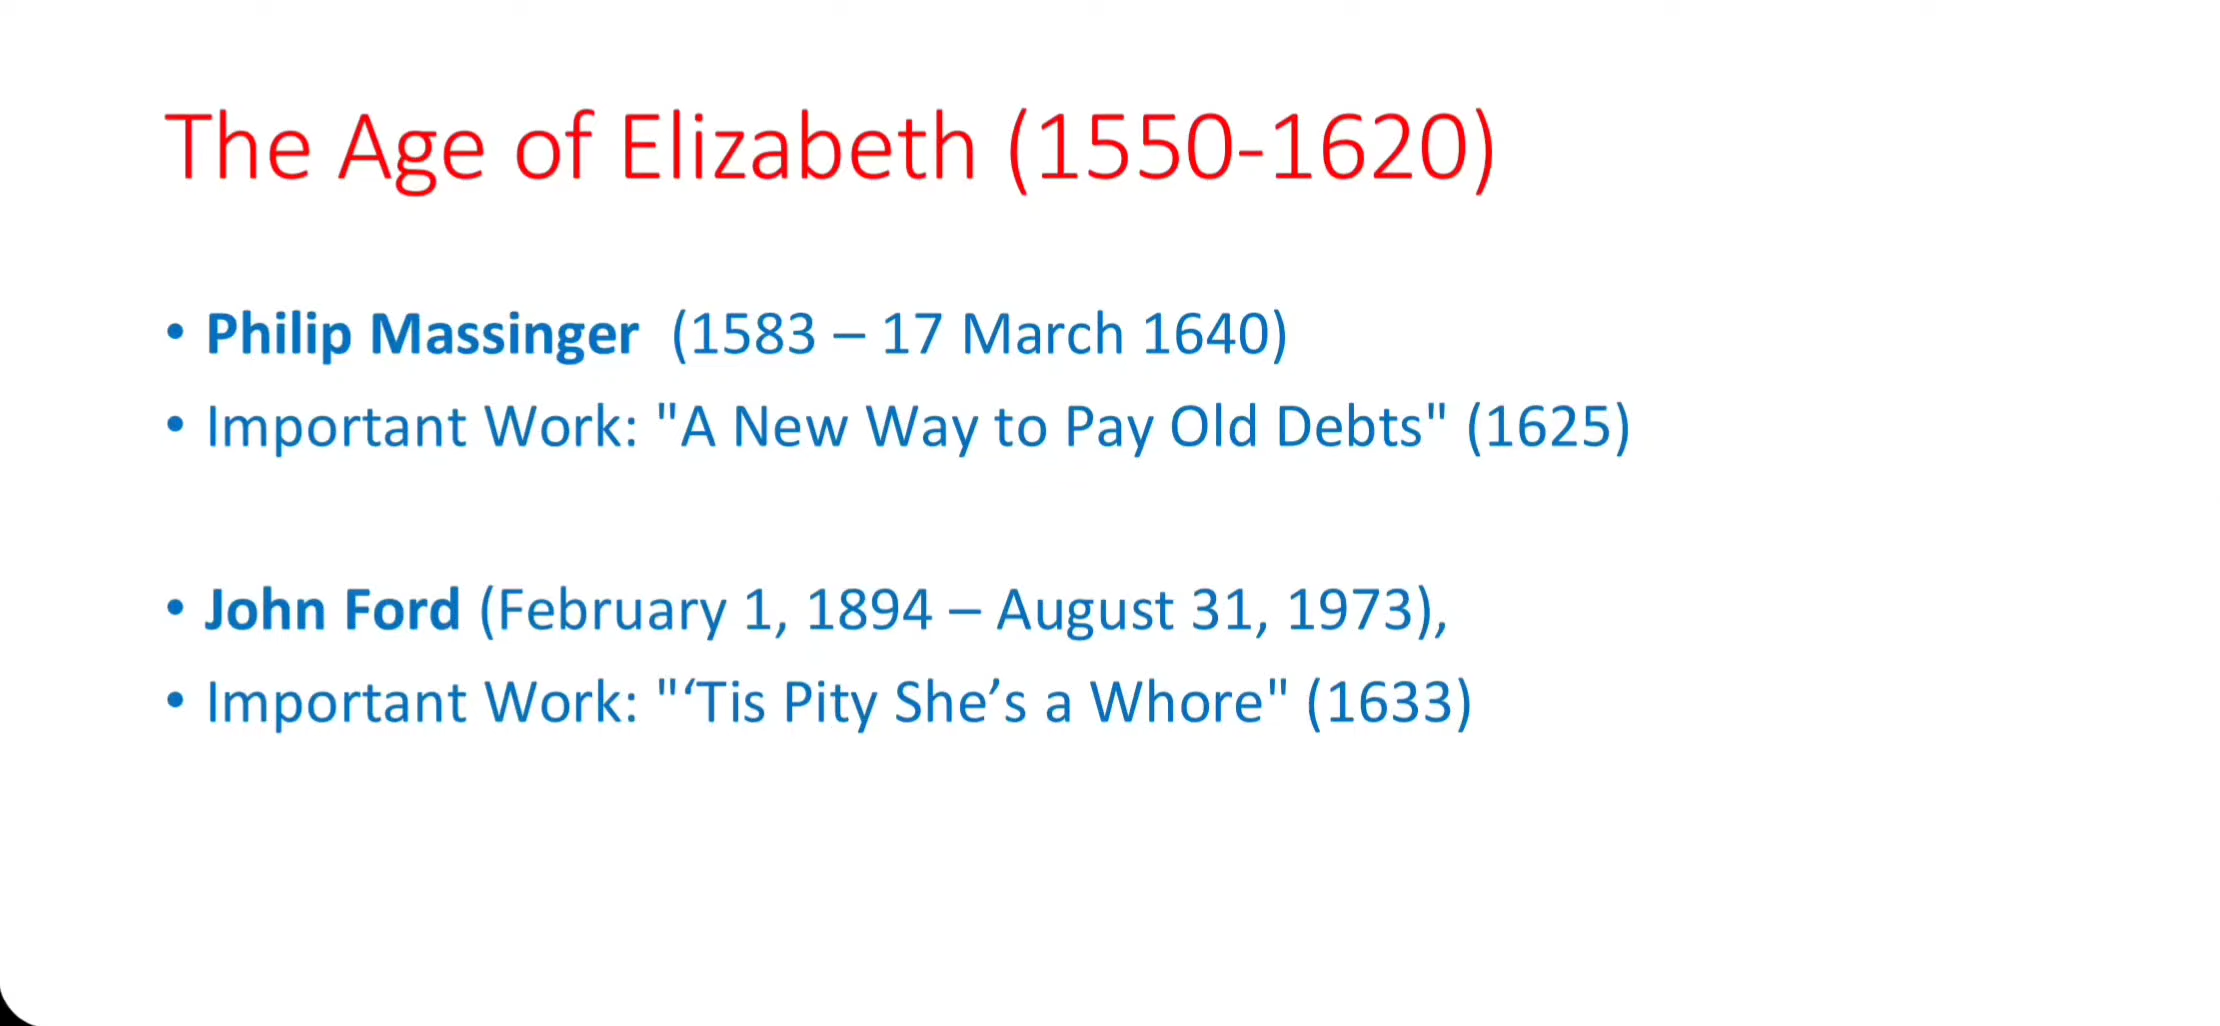 The Age of Elizabeth (1550-1620)
• Philip Massinger (1583 – 17 March 1640)
• Important Work: "A New Way to Pay Old Debts" (1625)
• John Ford (February 1, 1894 – August 31, 1973),
• Important Work: "‘Tis Pity She’s a Whore" (1633)